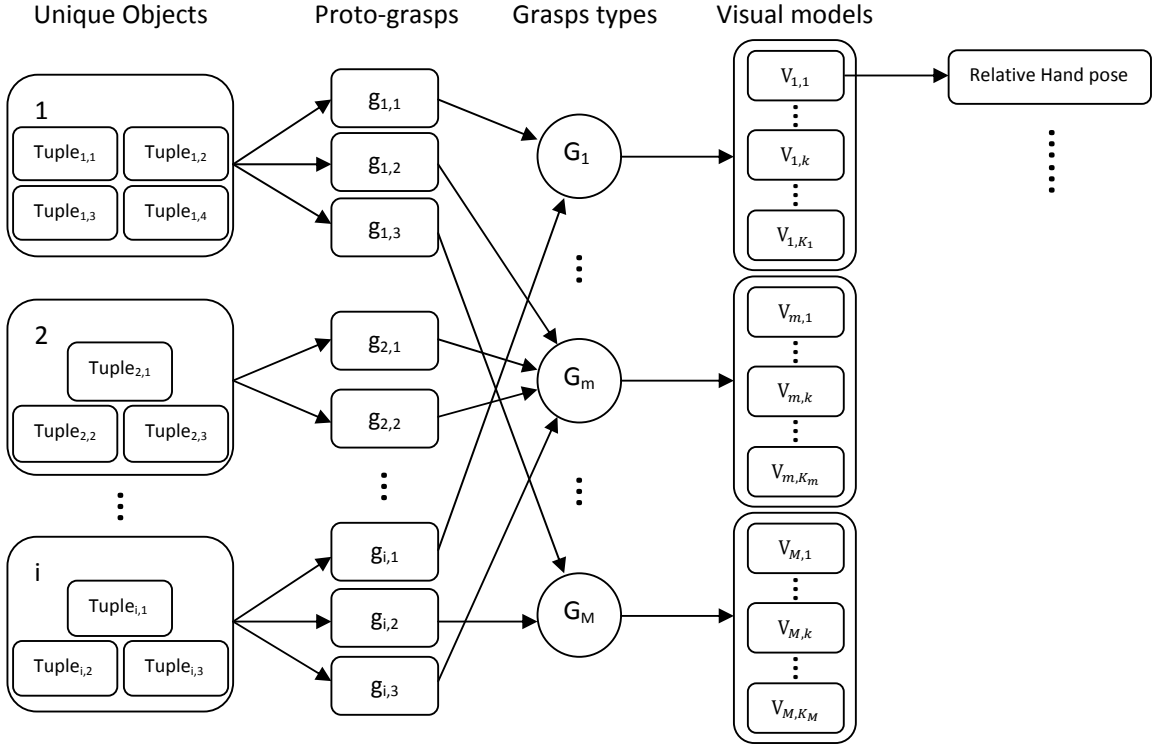 Unique Objects
Proto-grasps
Grasps types
Visual models
1
Tuple1,1
Tuple1,2
Tuple1,3
Tuple1,4
2
Tuple2,1
Tuple2,2
Tuple2,3
i
Tuplei,1
Tuplei,2
Tuplei,3
g1,1
g1,2
g1,3
g2,1
g2,2
gi,1
gi,2
gi,3
G1
Gm
GM
V1,1
V1,k
V1,K1
Vm,1
Vm,k
Vm,Km
VM,1
VM,k
VM,KM
Relative Hand pose